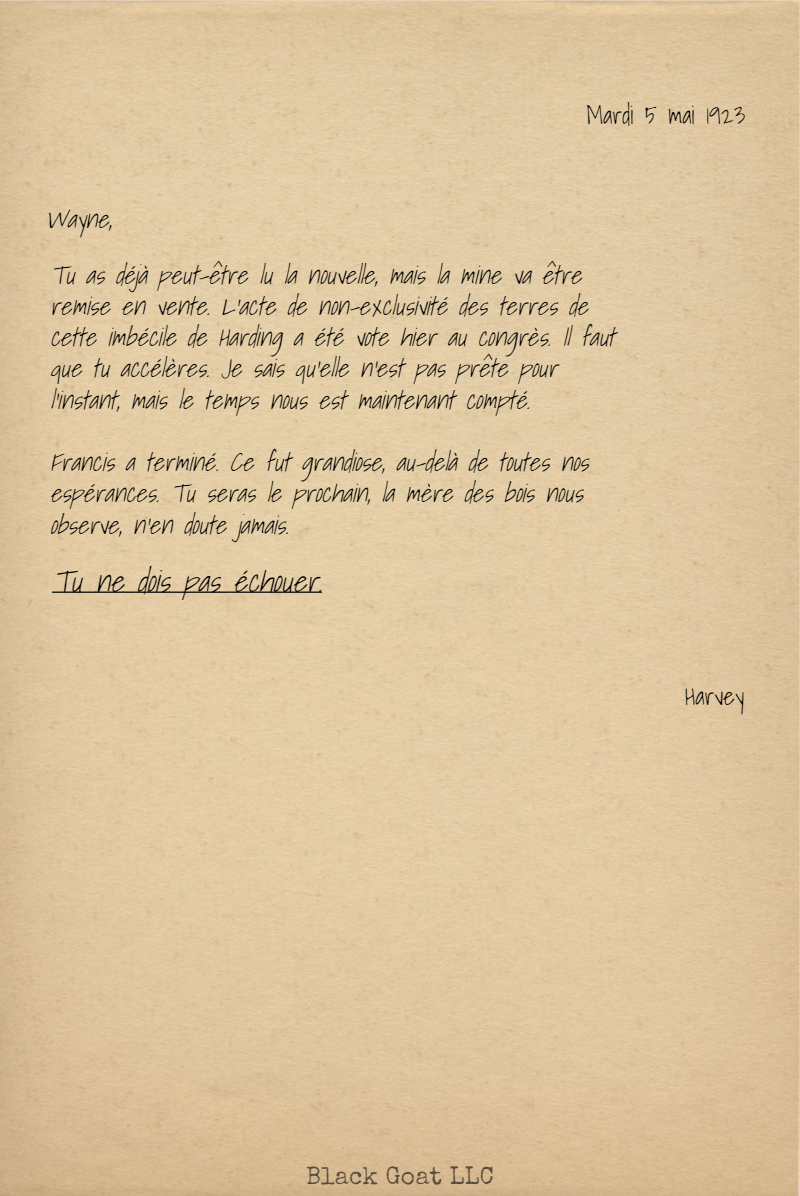 Mardi 5 mai 1923
Wayne,
Tu as déjà peut-être lu la nouvelle, mais la mine va être
remise en vente. L'acte de non-exclusivité des terres de
cette imbécile de Harding a été vote hier au congrès. Il faut
que tu accélères. Je sais qu'elle n'est pas prête pour
l'instant, mais le temps nous est maintenant compté.
Francis a terminé. Ce fut grandiose, au-delà de toutes nos
espérances. Tu seras le prochain, la mère des bois nous
observe, n'en doute jamais.
Tu ne dois pas échouer.
Harvey
Black Goat LLC